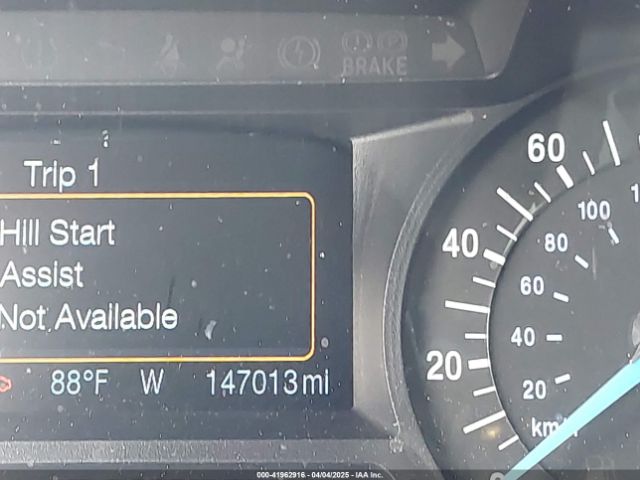 BRAKE
Trip 1
Hill Start
Assist
Not Available
88°F W 147013mi
60
40
20
0
100
80
60
40
20
000-41962916 - 04/04/2025 - IAA Inc.